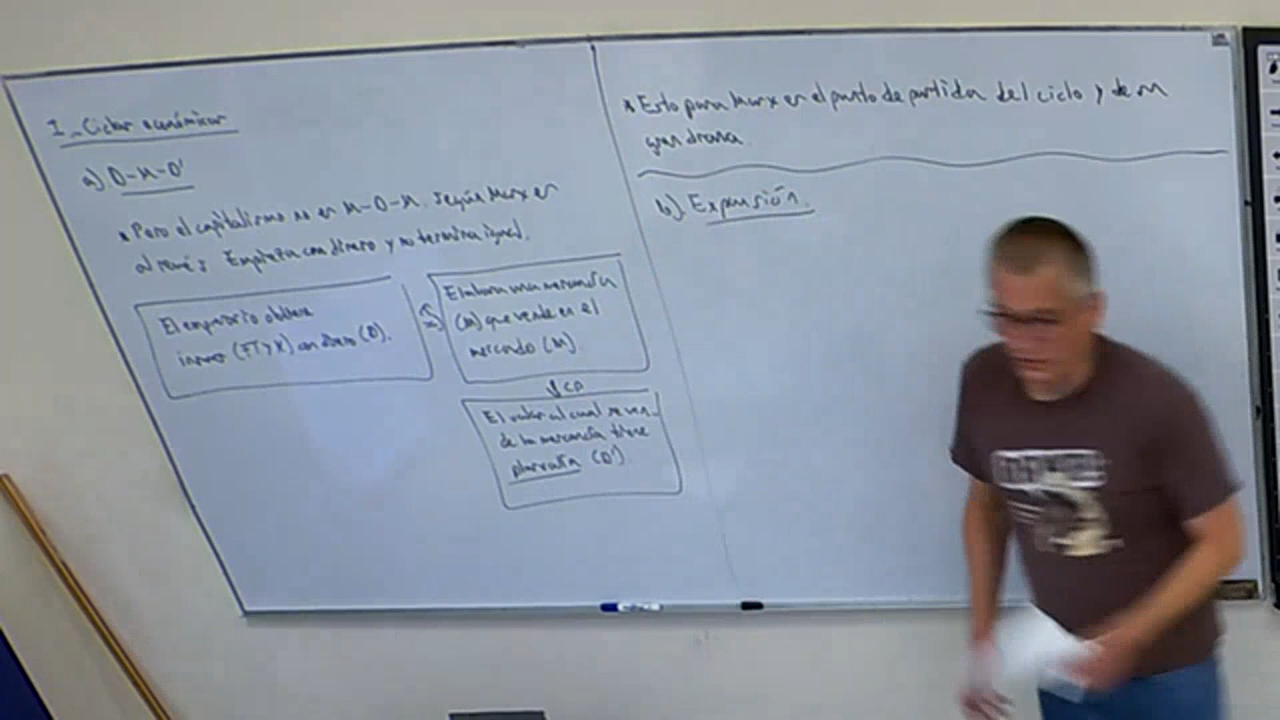 I_ Ciclos económicos
a) D-M-D'
• Pero el capitalismo no es M-D-M. Según Marx es
al revés. Empieza con dinero y no termina igual.
El empresario obtiene
insumos (FT y K) con dinero (D).
Elabora una mercancía
(M) que vende en el
mercado (M).
El valor al cual se ven-
de la mercancía tiene
plusvalía (D')
• Esto para Marx es el punto de partida del ciclo y de
gran drama.
b). Expansión.